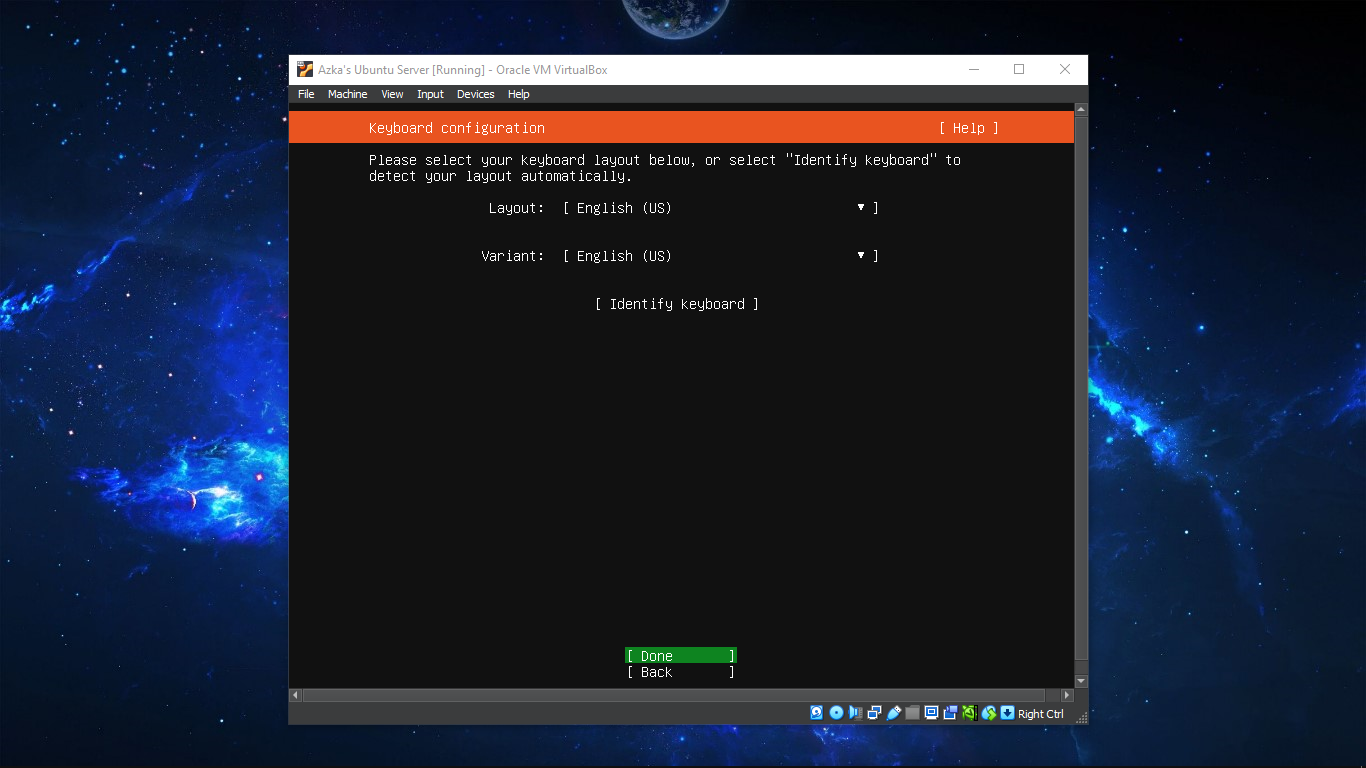 Azka's Ubuntu Server [Running] - Oracle VM VirtualBox
File Machine View Input Devices Help
Keyboard configuration [ Help ]
Please select your keyboard layout below, or select "Identify keyboard" to
detect your layout automatically.
Layout: [ English (US) ▾ ]
Variant: [ English (US) ▾ ]
[ Identify keyboard ]
[ Done ]
[ Back ]
Right Ctrl